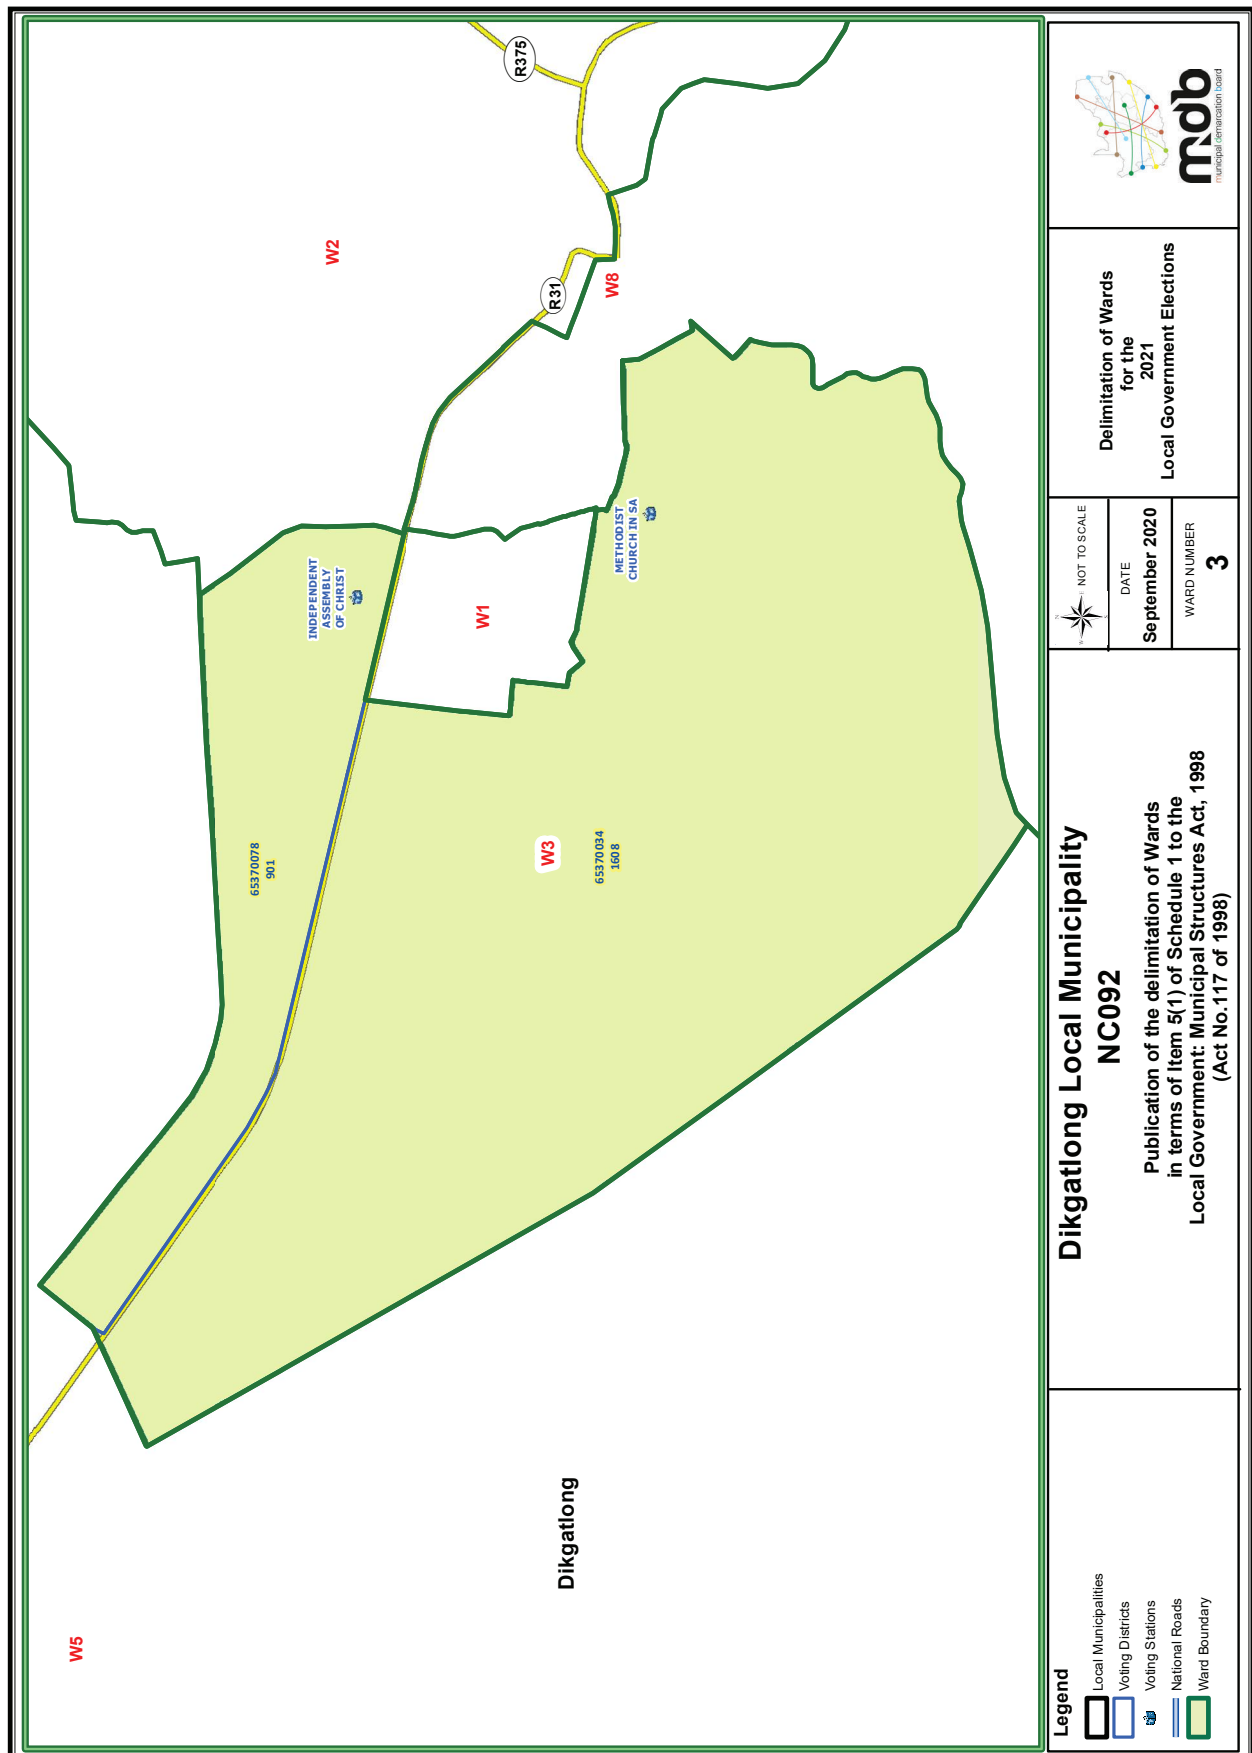 W5
Dikgatlong
65370078
901
W3
65370034
1608
INDEPENDENT
ASSEMBLY
OF CHRIST
W1
METHODIST
CHURCH IN SA
W2
R31
W8
R375
Legend
Local Municipalities
Voting Districts
Voting Stations
National Roads
Ward Boundary
Dikgatlong Local Municipality
NC092
Publication of the delimitation of Wards
in terms of Item 5(1) of Schedule 1 to the
Local Government: Municipal Structures Act, 1998
(Act No.117 of 1998)
N
W E
S
NOT TO SCALE
DATE
September 2020
WARD NUMBER
3
Delimitation of Wards
for the
2021
Local Government Elections
mdb
municipal demarcation board